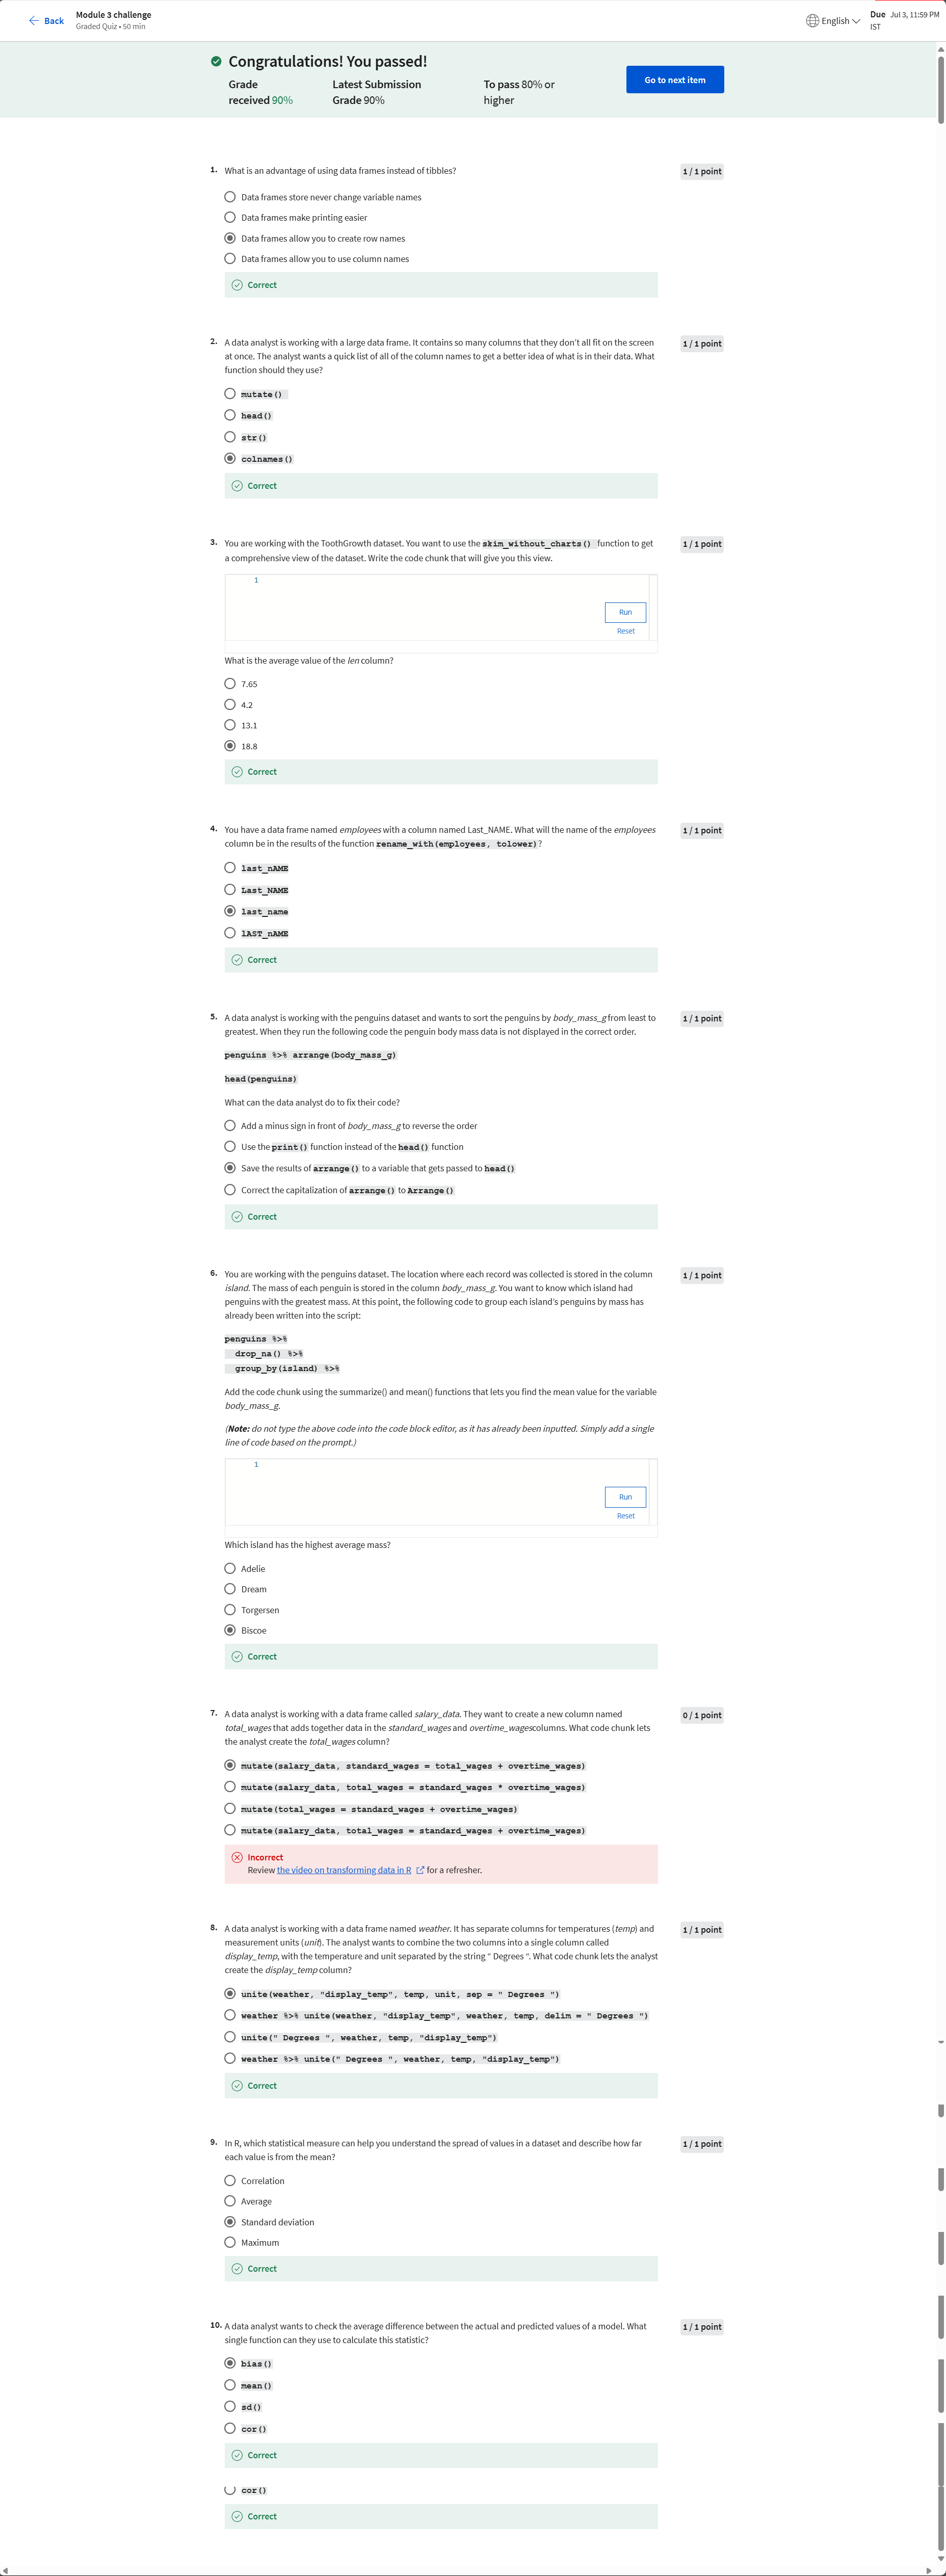 Back
Module 3 challenge
Graded Quiz • 50 min
English
Due Jul 3, 11:59 PM
IST
Congratulations! You passed!
Grade
received 90%
Latest Submission
Grade 90%
To pass 80% or
higher
Go to next item
1. What is an advantage of using data frames instead of tibbles?
1 / 1 point
Data frames store never change variable names
Data frames make printing easier
Data frames allow you to create row names
Data frames allow you to use column names
Correct
2. A data analyst is working with a large data frame. It contains so many columns that they don't all fit on the screen
at once. The analyst wants a quick list of all of the column names to get a better idea of what is in their data. What
function should they use?
1 / 1 point
mutate()
head()
str()
colnames()
Correct
3. You are working with the ToothGrowth dataset. You want to use the skim_without_charts() function to get
a comprehensive view of the dataset. Write the code chunk that will give you this view.
1 / 1 point
1
Run
Reset
What is the average value of the len column?
7.65
4.2
13.1
18.8
Correct
4. You have a data frame named employees with a column named Last_NAME. What will the name of the employees
column be in the results of the function rename_with(employees, tolower)?
1 / 1 point
last_nAME
Last_NAME
last_name
lAST_nAME
Correct
5. A data analyst is working with the penguins dataset and wants to sort the penguins by body_mass_g from least to
greatest. When they run the following code the penguin body mass data is not displayed in the correct order.
1 / 1 point
penguins %>% arrange(body_mass_g)
head(penguins)
What can the data analyst do to fix their code?
Add a minus sign in front of body_mass_g to reverse the order
Use the print() function instead of the head() function
Save the results of arrange() to a variable that gets passed to head()
Correct the capitalization of arrange() to Arrange()
Correct
6. You are working with the penguins dataset. The location where each record was collected is stored in the column
island. The mass of each penguin is stored in the column body_mass_g. You want to know which island had
penguins with the greatest mass. At this point, the following code to group each island's penguins by mass has
already been written into the script:
1 / 1 point
penguins %>%
drop_na() %>%
group_by(island) %>%
Add the code chunk using the summarize() and mean() functions that lets you find the mean value for the variable
body_mass_g.
(Note: do not type the above code into the code block editor, as it has already been inputted. Simply add a single
line of code based on the prompt.)
1
Run
Reset
Which island has the highest average mass?
Adelie
Dream
Torgersen
Biscoe
Correct
7. A data analyst is working with a data frame called salary_data. They want to create a new column named
total_wages that adds together data in the standard_wages and overtime_wagescolumns. What code chunk lets
the analyst create the total_wages column?
0 / 1 point
mutate(salary_data, standard_wages = total_wages + overtime_wages)
mutate(salary_data, total_wages = standard_wages * overtime_wages)
mutate(total_wages = standard_wages + overtime_wages)
mutate(salary_data, total_wages = standard_wages + overtime_wages)
Incorrect
Review the video on transforming data in R for a refresher.
8. A data analyst is working with a data frame named weather. It has separate columns for temperatures (temp) and
measurement units (unit). The analyst wants to combine the two columns into a single column called
display_temp, with the temperature and unit separated by the string " Degrees ". What code chunk lets the analyst
create the display_temp column?
1 / 1 point
unite(weather, "display_temp", temp, unit, sep = " Degrees ")
weather %>% unite(weather, "display_temp", weather, temp, delim = " Degrees ")
unite(" Degrees ", weather, temp, "display_temp")
weather %>% unite(" Degrees ", weather, temp, "display_temp")
Correct
9. In R, which statistical measure can help you understand the spread of values in a dataset and describe how far
each value is from the mean?
1 / 1 point
Correlation
Average
Standard deviation
Maximum
Correct
10. A data analyst wants to check the average difference between the actual and predicted values of a model. What
single function can they use to calculate this statistic?
1 / 1 point
bias()
mean()
sd()
cor()
Correct
cor()
Correct